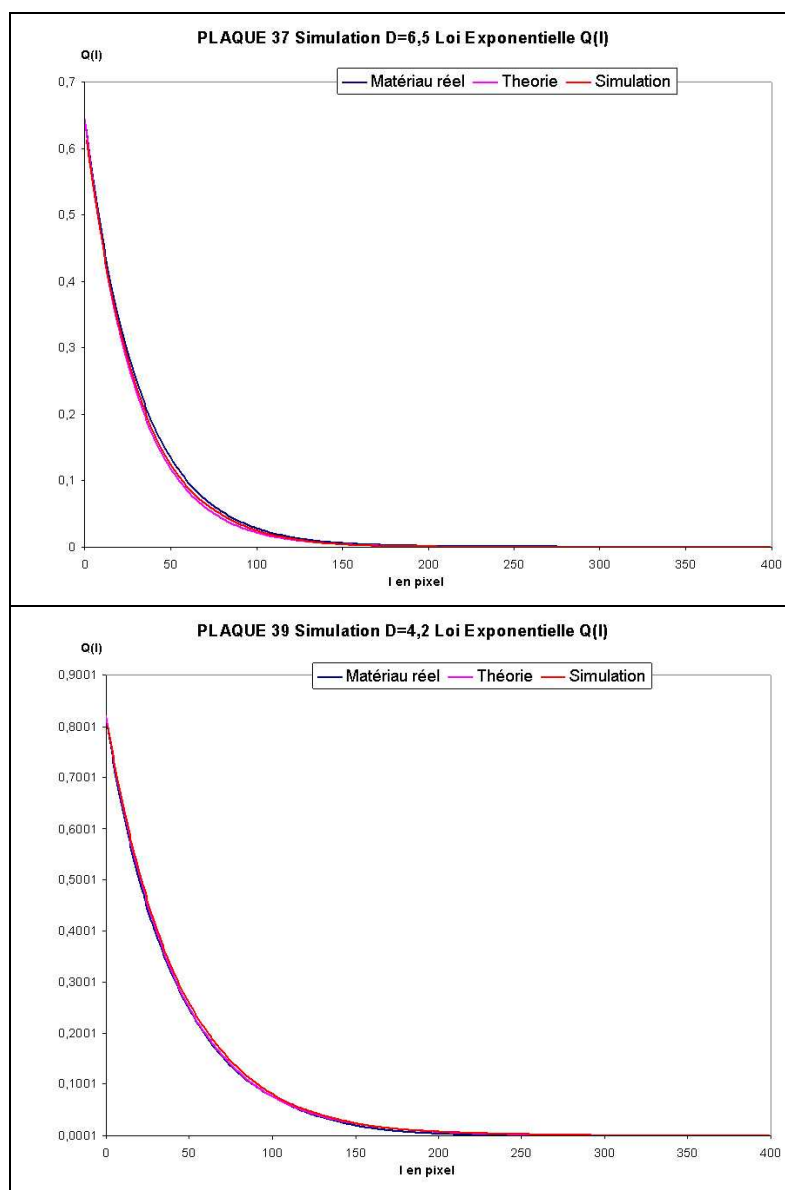 PLAQUE 37 Simulation D=6,5 Loi Exponentielle Q(l)
Q(l)
Matériau réel Theorie Simulation
0,7
0,6
0,5
0,4
0,3
0,2
0,1
0
0 50 100 150 200 250 300 350 400
l en pixel
PLAQUE 39 Simulation D=4,2 Loi Exponentielle Q(l)
Q(l)
Matériau réel Théorie Simulation
0,9001
0,8001
0,7001
0,6001
0,5001
0,4001
0,3001
0,2001
0,1001
0,0001
0 50 100 150 200 250 300 350 400
l en pixel